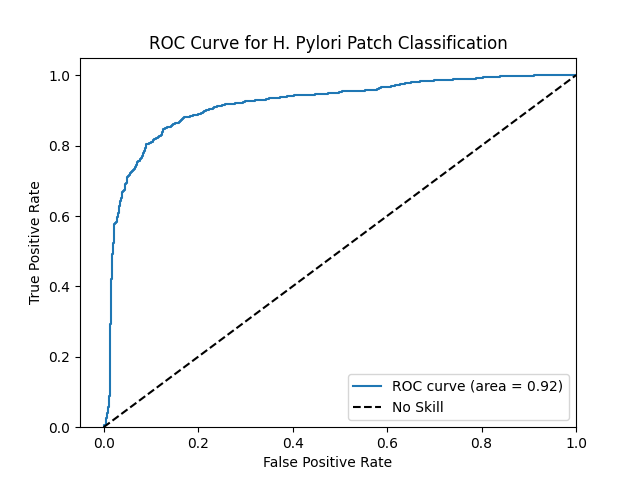 ROC Curve for H. Pylori Patch Classification
1.0
0.8
0.6
0.4
0.2
0.0
True Positive Rate
ROC curve (area = 0.92)
No Skill
0.0 0.2 0.4 0.6 0.8 1.0
False Positive Rate